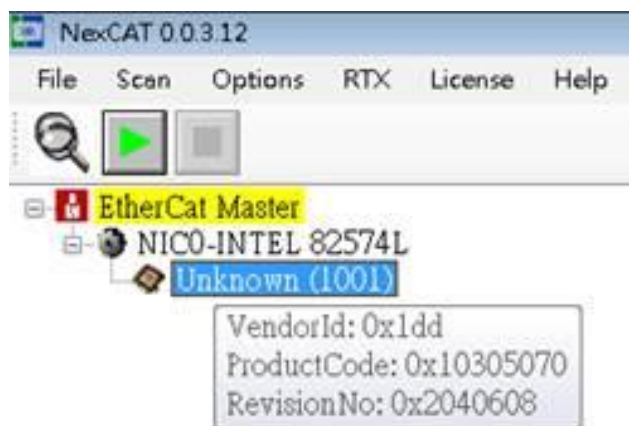 NexCAT 0.0.3.12
File Scan Options RTX License Help
EtherCat Master
NIC0-INTEL 82574L
Unknown (1001)
VendorId: 0x1dd
ProductCode: 0x10305070
RevisionNo: 0x2040608